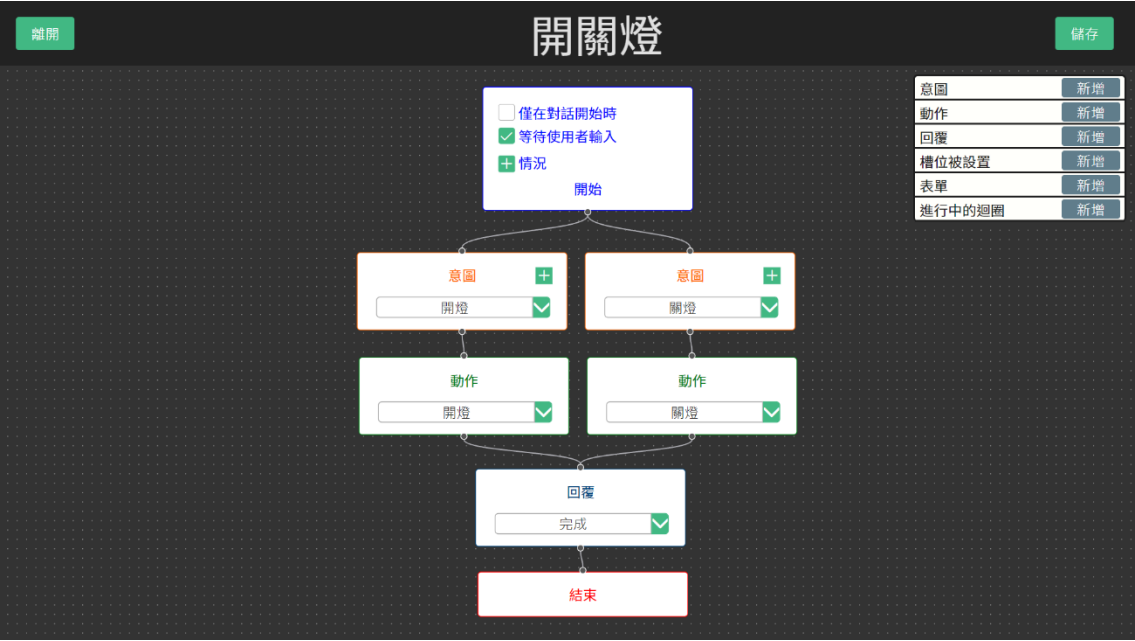 離開
開關燈
儲存
意圖 新增
動作 新增
回覆 新增
槽位被設置 新增
表單 新增
進行中的迴圈 新增
僅在對話開始時
等待使用者輸入
情況
開始
意圖
開燈
意圖
關燈
動作
開燈
動作
關燈
回覆
完成
結束